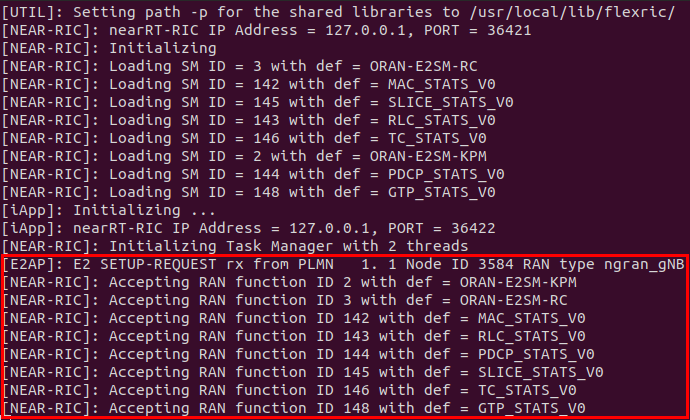 [UTIL]: Setting path -p for the shared libraries to /usr/local/lib/flexric/
[NEAR-RIC]: nearRT-RIC IP Address = 127.0.0.1, PORT = 36421
[NEAR-RIC]: Initializing
[NEAR-RIC]: Loading SM ID = 3 with def = ORAN-E2SM-RC
[NEAR-RIC]: Loading SM ID = 142 with def = MAC_STATS_V0
[NEAR-RIC]: Loading SM ID = 145 with def = SLICE_STATS_V0
[NEAR-RIC]: Loading SM ID = 143 with def = RLC_STATS_V0
[NEAR-RIC]: Loading SM ID = 146 with def = TC_STATS_V0
[NEAR-RIC]: Loading SM ID = 2 with def = ORAN-E2SM-KPM
[NEAR-RIC]: Loading SM ID = 144 with def = PDCP_STATS_V0
[NEAR-RIC]: Loading SM ID = 148 with def = GTP_STATS_V0
[iApp]: Initializing ...
[iApp]: nearRT-RIC IP Address = 127.0.0.1, PORT = 36422
[NEAR-RIC]: Initializing Task Manager with 2 threads
[E2AP]: E2 SETUP-REQUEST rx from PLMN   1. 1 Node ID 3584 RAN type ngran_gNB
[NEAR-RIC]: Accepting RAN function ID 2 with def = ORAN-E2SM-KPM
[NEAR-RIC]: Accepting RAN function ID 3 with def = ORAN-E2SM-RC
[NEAR-RIC]: Accepting RAN function ID 142 with def = MAC_STATS_V0
[NEAR-RIC]: Accepting RAN function ID 143 with def = RLC_STATS_V0
[NEAR-RIC]: Accepting RAN function ID 144 with def = PDCP_STATS_V0
[NEAR-RIC]: Accepting RAN function ID 145 with def = SLICE_STATS_V0
[NEAR-RIC]: Accepting RAN function ID 146 with def = TC_STATS_V0
[NEAR-RIC]: Accepting RAN function ID 148 with def = GTP_STATS_V0